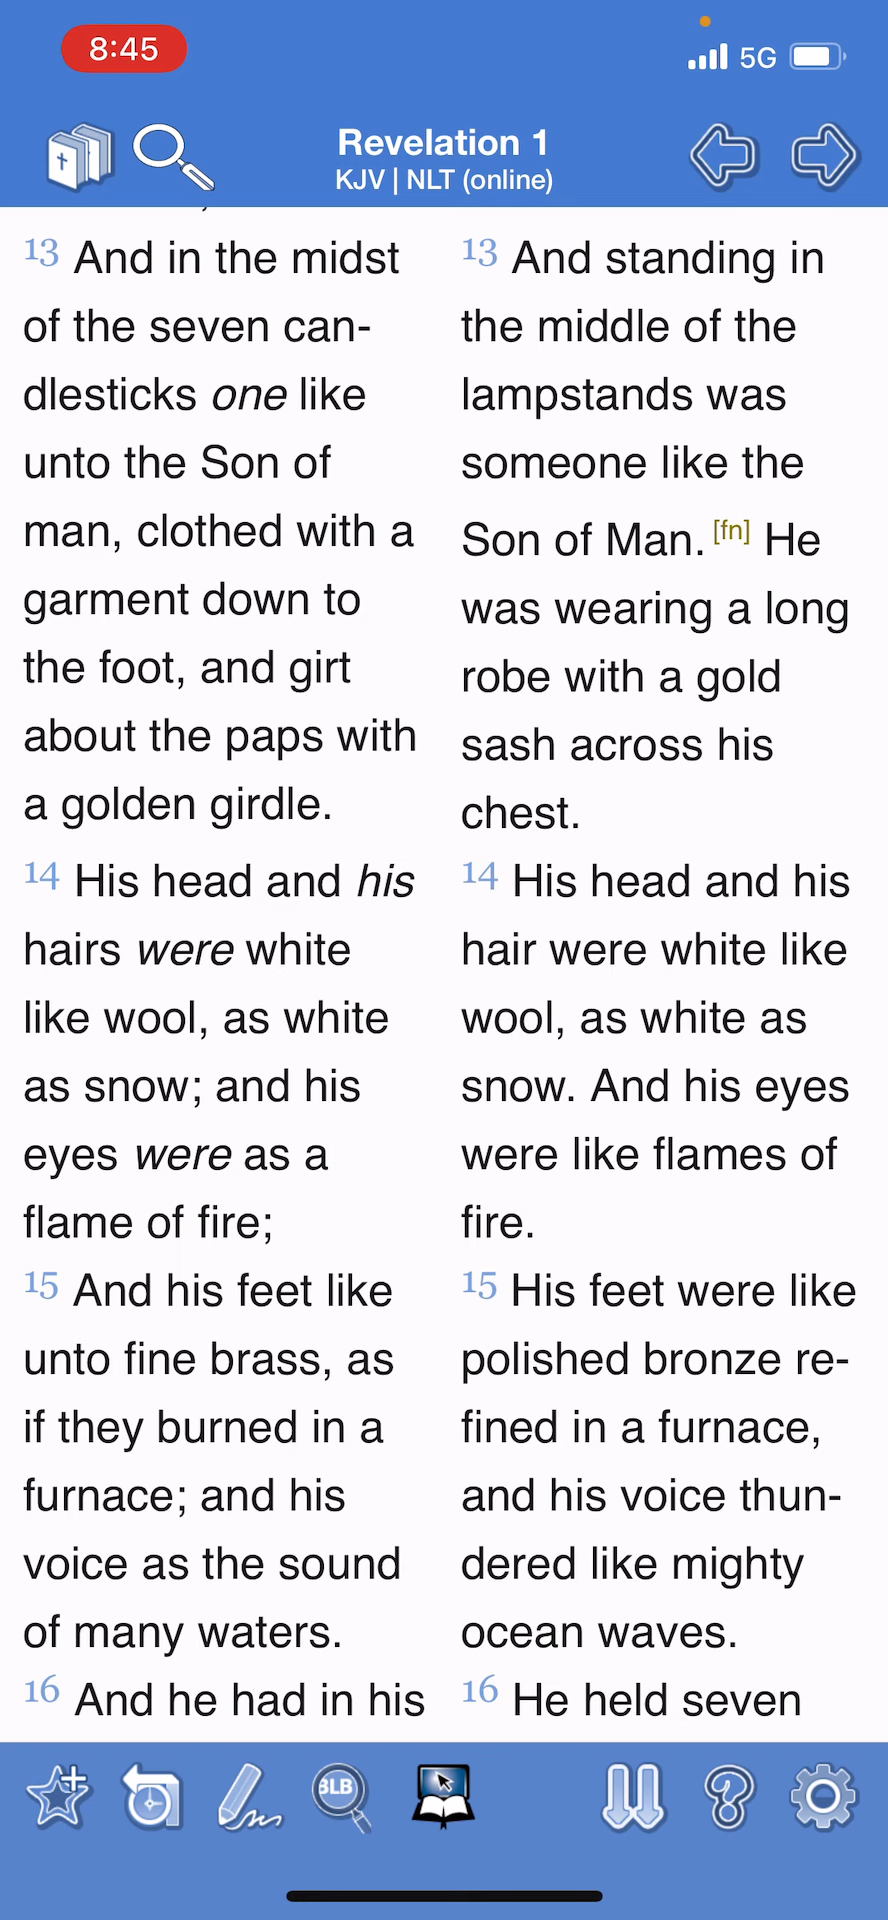 8:45
5G
Revelation 1
KJV | NLT (online)
13 And in the midst
of the seven can-
dlesticks one like
unto the Son of
man, clothed with a
garment down to
the foot, and girt
about the paps with
a golden girdle.
14 His head and his
hairs were white
like wool, as white
as snow; and his
eyes were as a
flame of fire;
15 And his feet like
unto fine brass, as
if they burned in a
furnace; and his
voice as the sound
of many waters.
16 And he had in his
13 And standing in
the middle of the
lampstands was
someone like the
Son of Man. [fn] He
was wearing a long
robe with a gold
sash across his
chest.
14 His head and his
hair were white like
wool, as white as
snow. And his eyes
were like flames of
fire.
15 His feet were like
polished bronze re-
fined in a furnace,
and his voice thun-
dered like mighty
ocean waves.
16 He held seven
BLB